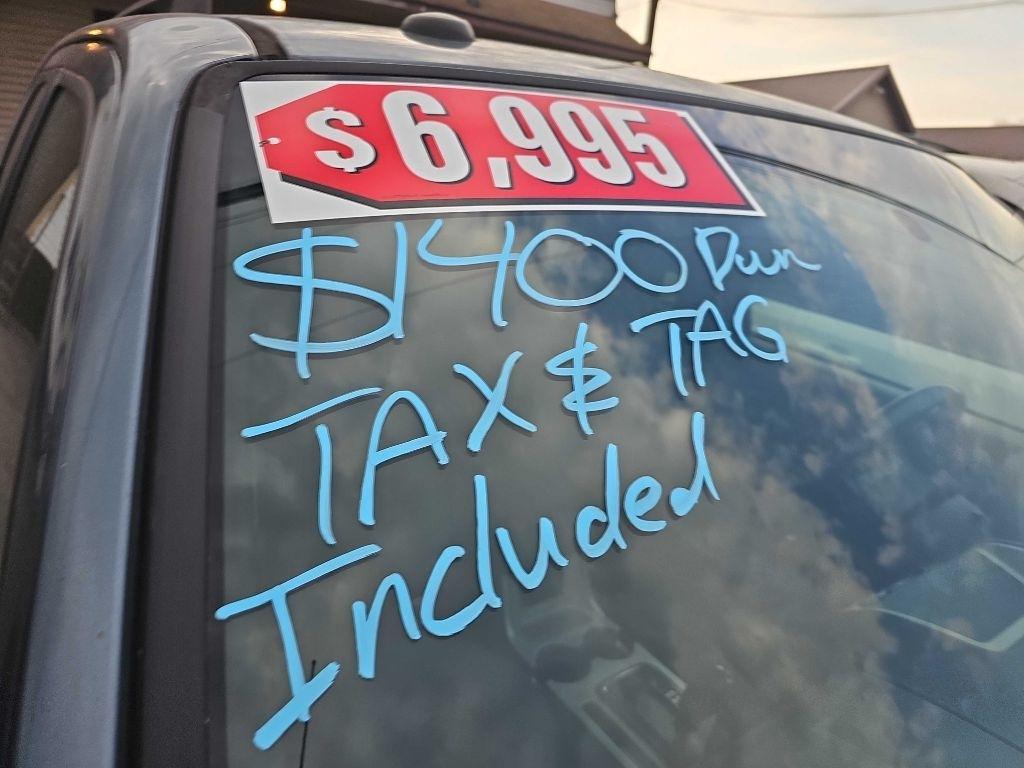 $6,995
$1400 Dwn
TAX & TAG
Included